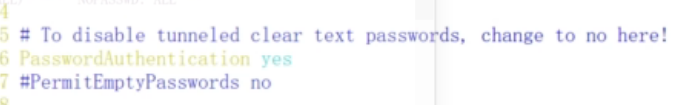 4
5 # To disable tunneled clear text passwords, change to no here!
6 PasswordAuthentication yes
7 #PermitEmptyPasswords no
8